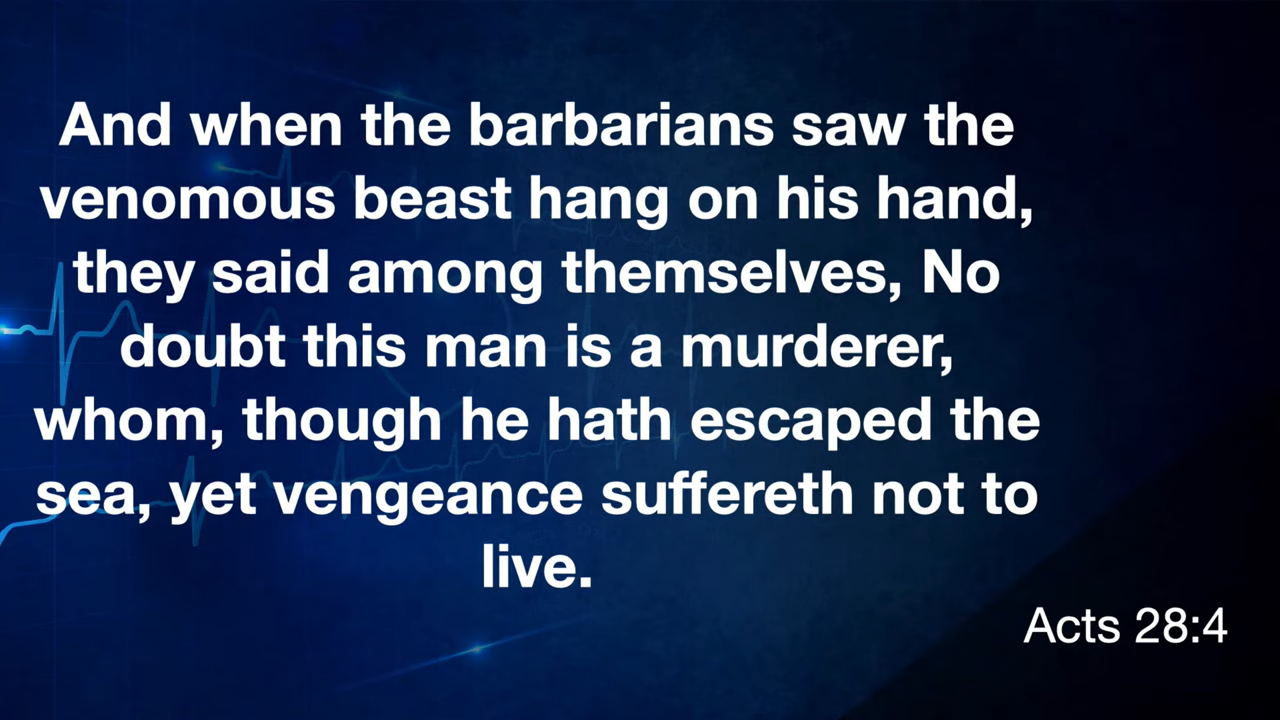 And when the barbarians saw the
venomous beast hang on his hand,
they said among themselves, No
doubt this man is a murderer,
whom, though he hath escaped the
sea, yet vengeance suffereth not to
live.
Acts 28:4